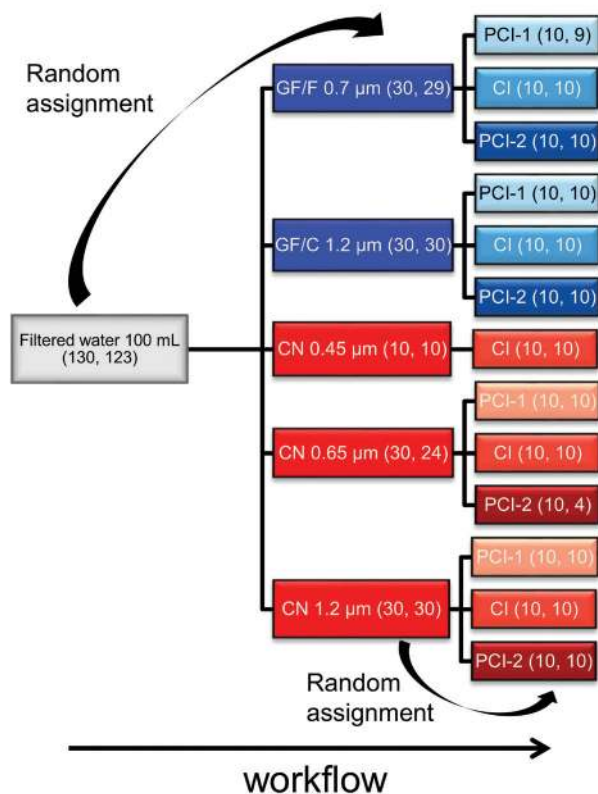 Random
assignment
Filtered water 100 mL
(130, 123)
GF/F 0.7 µm (30, 29)
PCI-1 (10, 9)
CI (10, 10)
PCI-2 (10, 10)
GF/C 1.2 µm (30, 30)
PCI-1 (10, 10)
CI (10, 10)
PCI-2 (10, 10)
CN 0.45 µm (10, 10)
CI (10, 10)
CN 0.65 µm (30, 24)
PCI-1 (10, 10)
CI (10, 10)
PCI-2 (10, 4)
CN 1.2 µm (30, 30)
PCI-1 (10, 10)
CI (10, 10)
PCI-2 (10, 10)
Random
assignment
workflow